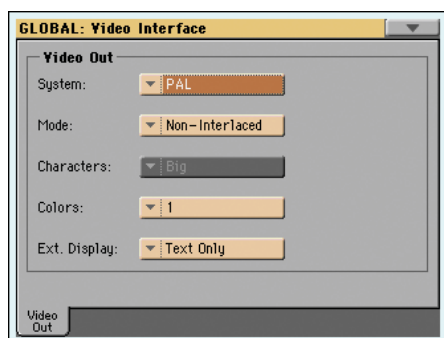 GLOBAL: Video Interface
Video Out
System: PAL
Mode: Non-Interlaced
Characters: Big
Colors: 1
Ext. Display: Text Only
Video
Out